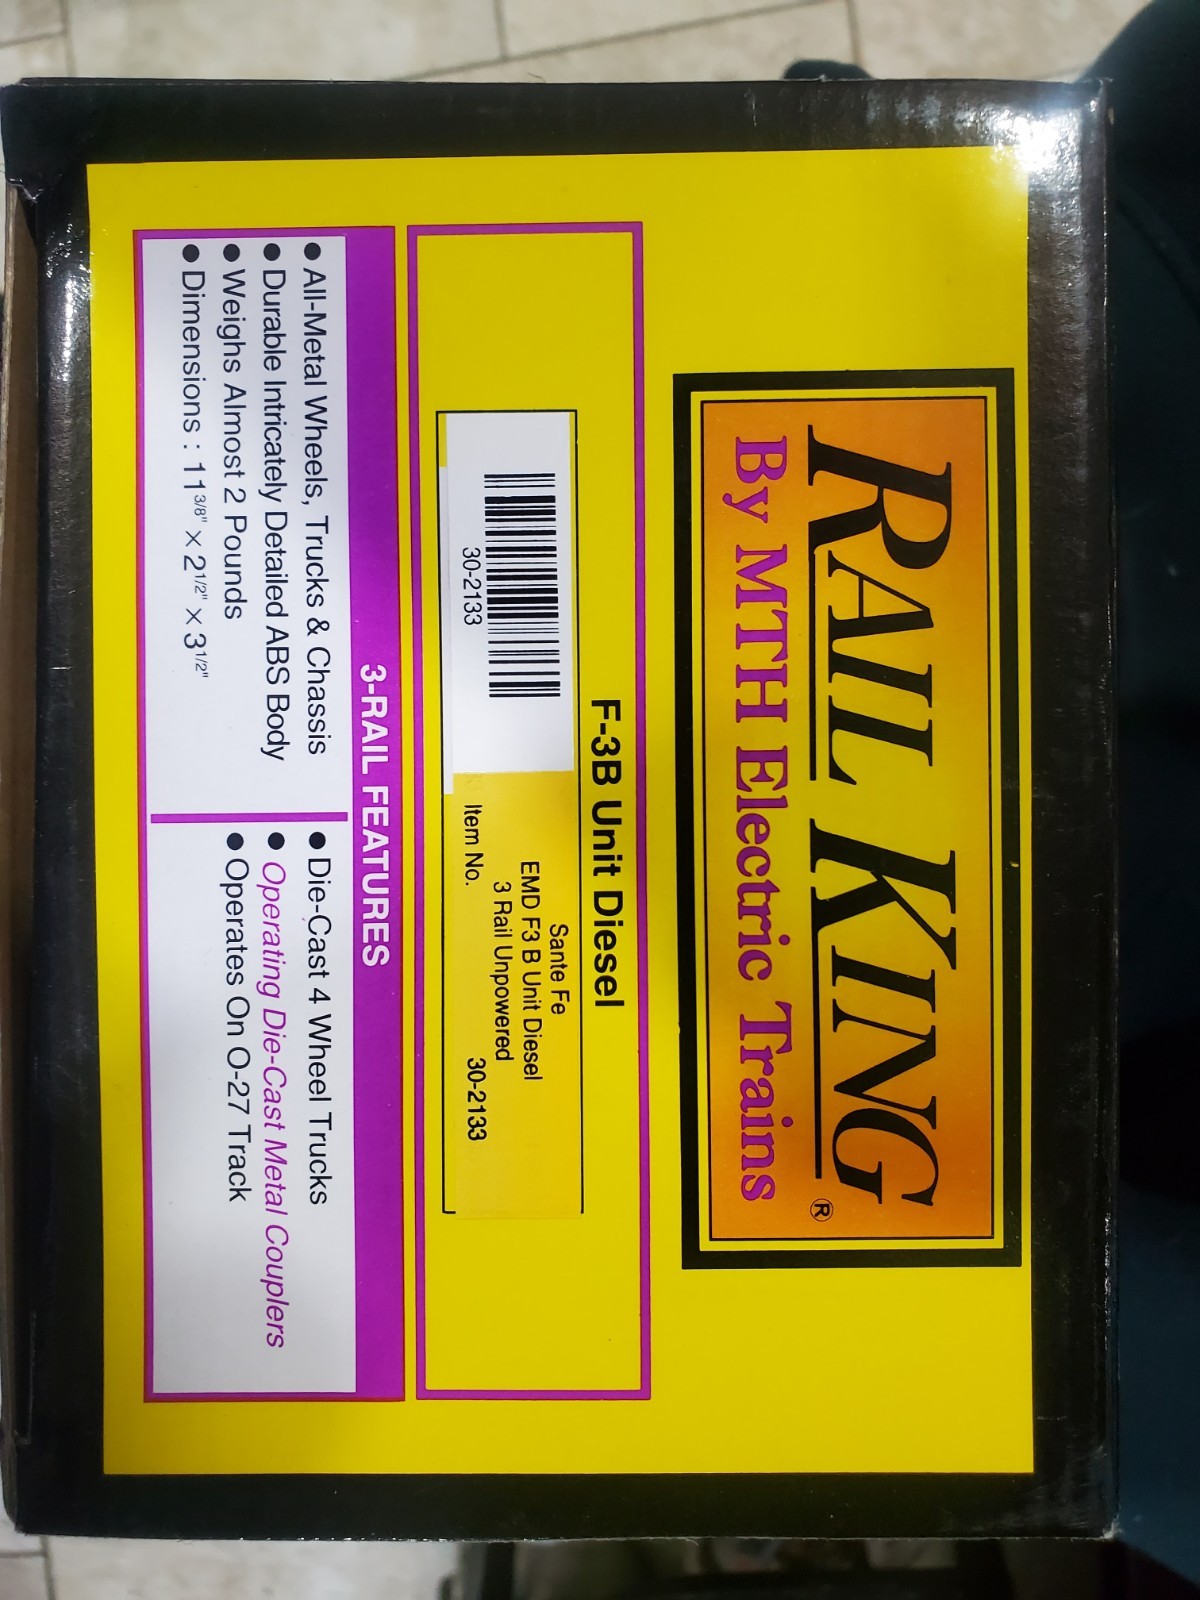 RAIL KING®
By MTH Electric Trains
F-3B Unit Diesel
30-2133
Sante Fe
EMD F3 B Unit Diesel
3 Rail Unpowered
Item No. 30-2133
3-RAIL FEATURES
● All-Metal Wheels, Trucks & Chassis
● Durable Intricately Detailed ABS Body
● Weighs Almost 2 Pounds
● Dimensions : 11 3/8" x 2 1/2" x 3 1/2"
● Die-Cast 4 Wheel Trucks
● Operating Die-Cast Metal Couplers
● Operates On O-27 Track